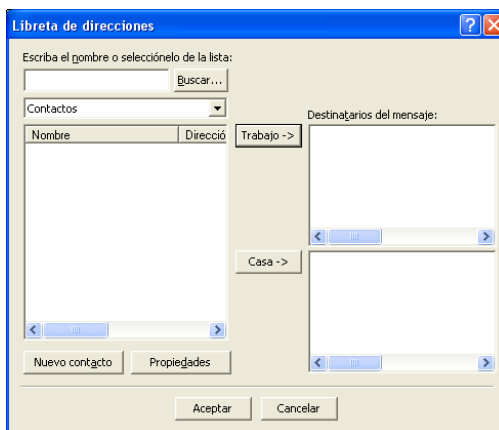 Libreta de direcciones
Escriba el nombre o selecciónelo de la lista:
Buscar...
Contactos
Destinatarios del mensaje:
Nombre Direcció
Trabajo ->
Casa ->
Nuevo contacto Propiedades
Aceptar Cancelar